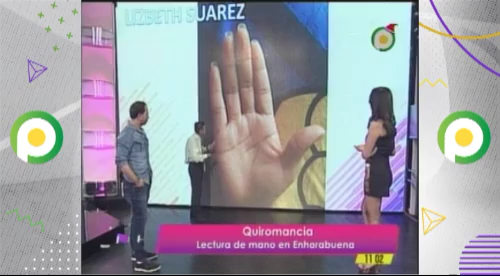 LIZBETH SUAREZ
Quiromancia
Lectura de mano en Enhorabuena
11 02